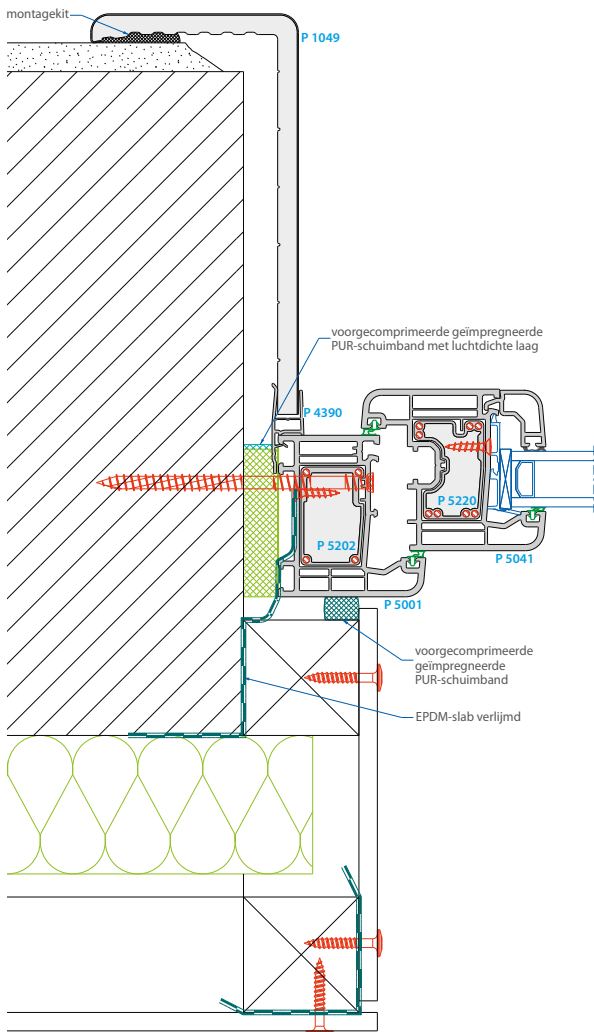 montagekit
P 1049
voorgecomprimeerde geïmpregneerde
PUR-schuimband met luchtdichte laag
P 4390
P 5220
P 5202
P 5041
P 5001
voorgecomprimeerde
geïmpregneerde
PUR-schuimband
EPDM-slab verlijmd